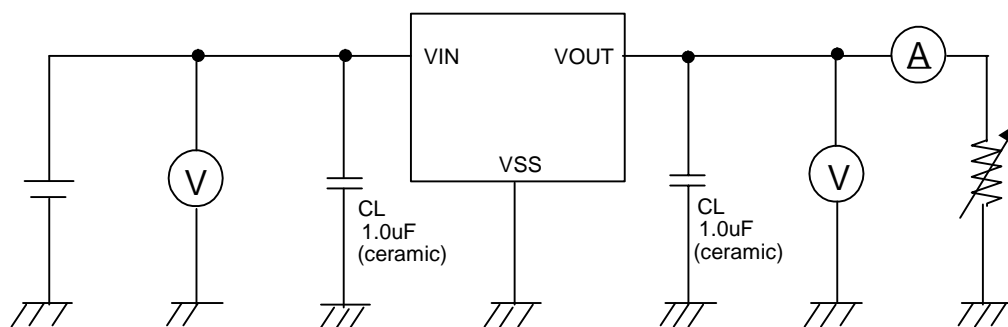 VIN
VOUT
A
V
VSS
V
CL
1.0uF
(ceramic)
CL
1.0uF
(ceramic)